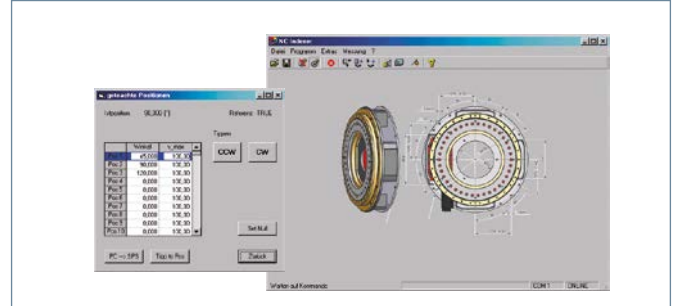 NC Indexer
Datei Programm Extras Messung ?
geteachte Positionen
Istposition: 90,000 [°] Referenz: TRUE
Tippen
CCW CW
Winkel v_max
Pos 1 45,000 100,00
Pos 2 90,000 100,00
Pos 3 120,000 100,00
Pos 4 0,000 100,00
Pos 5 0,000 100,00
Pos 6 0,000 100,00
Pos 7 0,000 100,00
Pos 8 0,000 100,00
Pos 9 0,000 100,00
Pos 10 0,000 100,00
Set Null
PC -> SPS Tipp to Pos Zurück
Warten auf Kommando COM 1 ONLINE